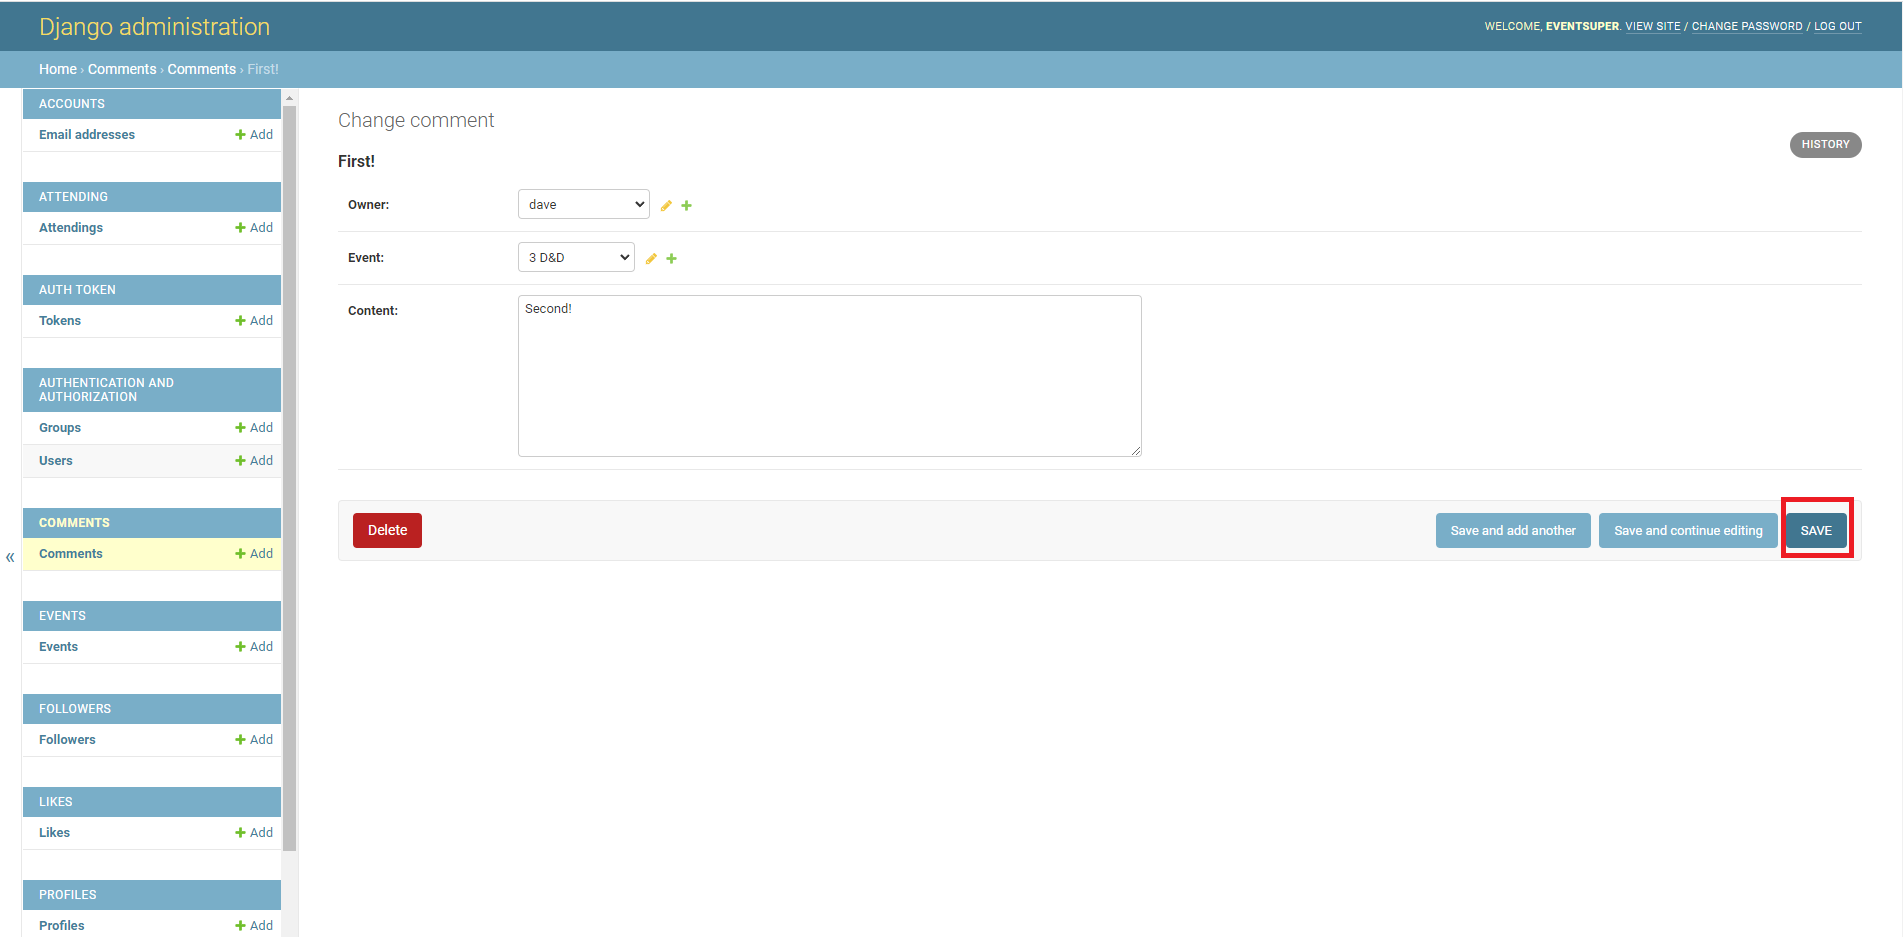 Django administration
WELCOME, EVENTSUPER. VIEW SITE / CHANGE PASSWORD / LOG OUT
Home › Comments › Comments › First!
ACCOUNTS
Email addresses + Add
ATTENDING
Attendings + Add
AUTH TOKEN
Tokens + Add
AUTHENTICATION AND
AUTHORIZATION
Groups + Add
Users + Add
COMMENTS
Comments + Add
EVENTS
Events + Add
FOLLOWERS
Followers + Add
LIKES
Likes + Add
PROFILES
Profiles + Add
«
Change comment
HISTORY
First!
Owner: dave
Event: 3 D&D
Content: Second!
Delete Save and add another Save and continue editing SAVE